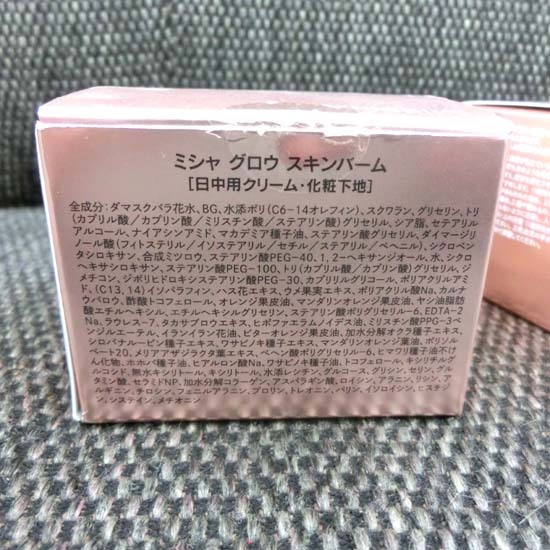 ミシャ グロウ スキンバーム
[日中用クリーム・化粧下地]
全成分：ダマスクバラ花水、BG、水添ポリ(C6-14オレフィン)、スクワラン、グリセリン、トリ
(カプリル酸/カプリン酸/ミリスチン酸/ステアリン酸)グリセリル、シア脂、セテアリル
アルコール、ナイアシンアミド、マカデミア種子油、ステアリン酸グリセリル、ダイマージリ
ノール酸(フィトステリル/イソステアリル/セチル/ステアリル/ベヘニル)、シクロペン
タシロキサン、合成ミツロウ、ステアリン酸PEG-40、1,2-ヘキサンジオール、水、シクロ
ヘキサシロキサン、ステアリン酸PEG-100、トリ(カプリル酸/カプリン酸)グリセリル、ジ
メチコン、ジポリヒドロキシステアリン酸PEG-30、カプリリルグリコール、ポリアクリルアミ
ド、(C13,14)イソパラフィン、ハス花エキス、ウメ果実エキス、ポリアクリル酸Na、カルナ
ウバロウ、酢酸トコフェロール、オレンジ果皮油、マンダリンオレンジ果皮油、ヤシ油脂肪
酸エチルヘキシル、エチルヘキシルグリセリン、ステアリン酸ポリグリセリル-6、EDTA-2
Na、ラウレス-7、タカサブロウエキス、ヒポファエラムノイデス油、ミリスチン酸PPG-3ベ
ンジルエーテル、イランイラン花油、ビターオレンジ果皮油、加水分解オクラ種子エキス、
シロバナルーピン種子エキス、ワサビノキ種子エキス、マンダリンオレンジ葉油、ポリソル
ベート20、メリアアザジラクタ葉エキス、ベヘン酸ポリグリセリル-6、ヒマワリ種子油不け
ん化物、ホホバ種子油、ヒアルロン酸Na、ワサビノキ種子油、トコフェロール、キシリチルグ
ルコシド、無水キシリトール、キシリトール、水添レシチン、グルコース、グリシン、セリン、グル
タミン酸、セラミドNP、加水分解コラーゲン、アスパラギン酸、ロイシン、アラニン、リシン、ア
ルギニン、チロシン、フェニルアラニン、プロリン、トレオニン、バリン、イソロイシン、ヒスチジ
ン、システイン、メチオニン